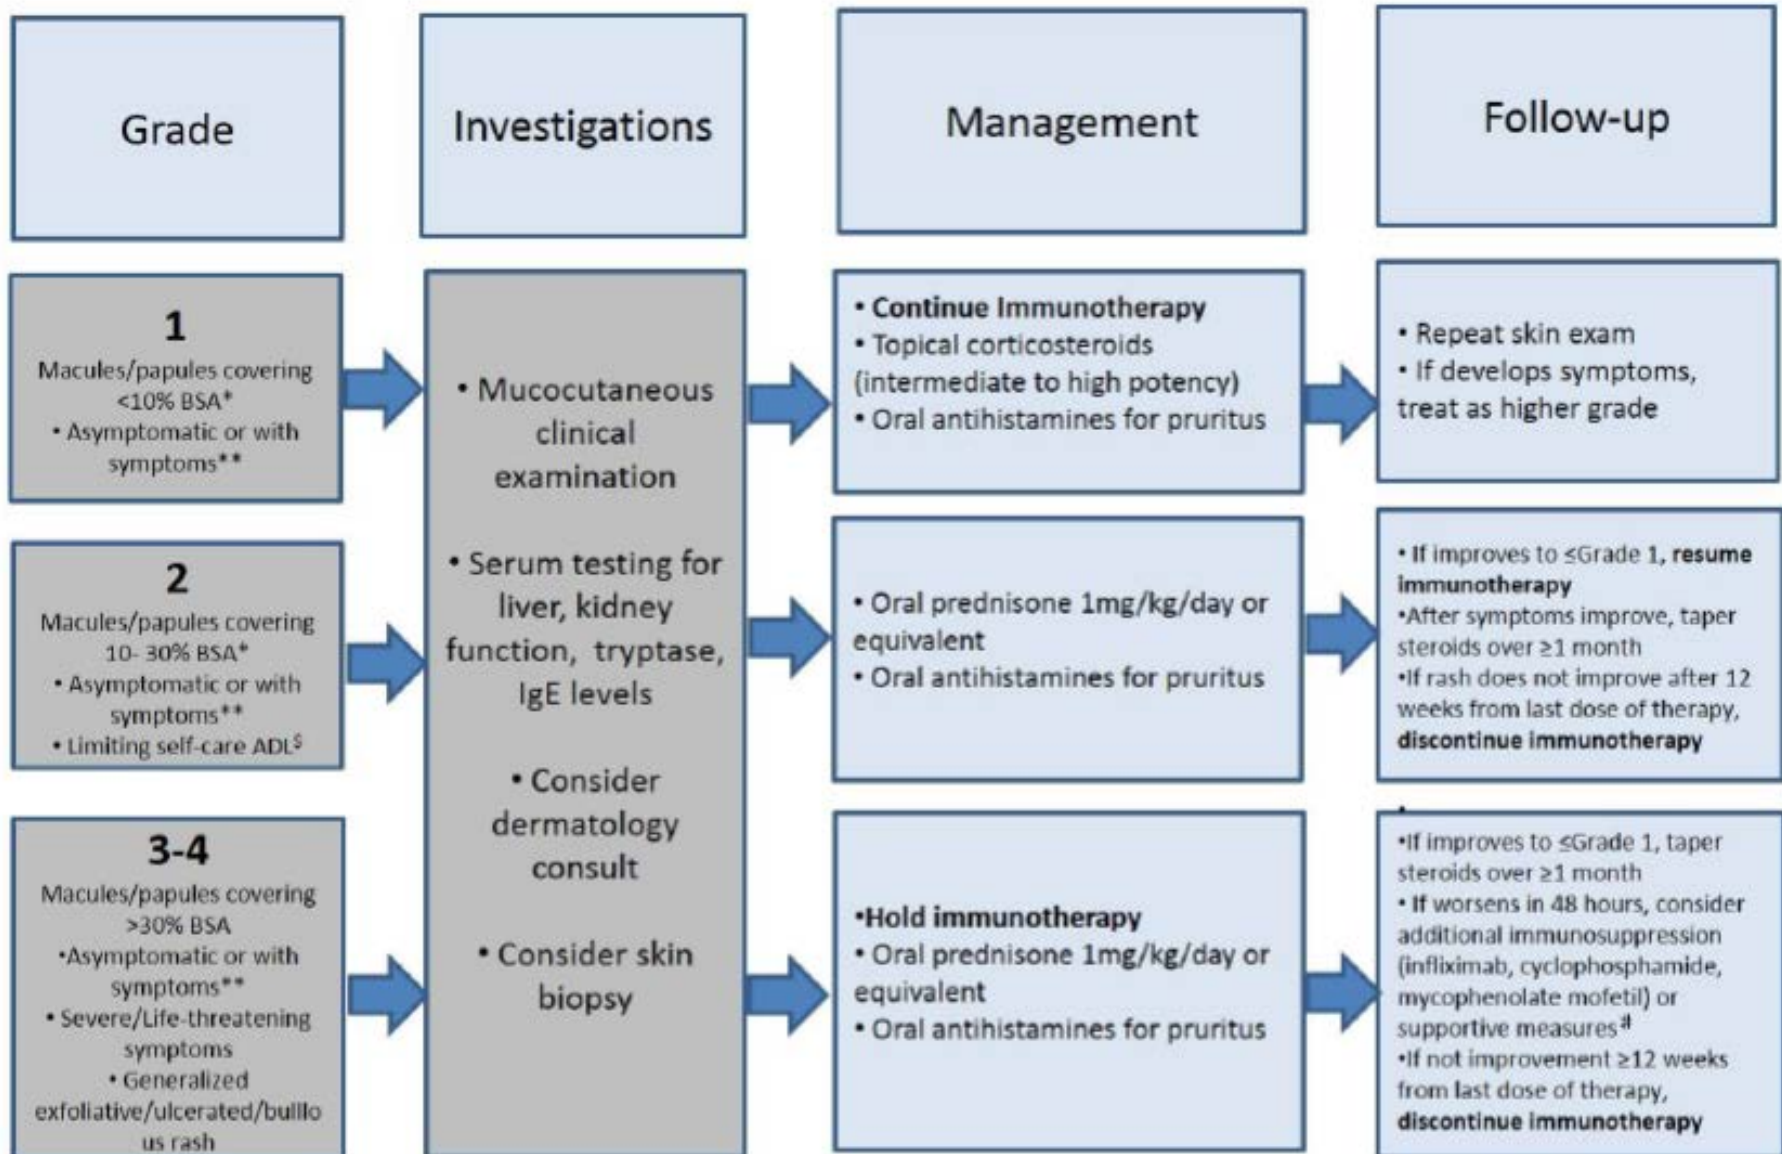 Grade
Investigations
Management
Follow-up
1
Macules/papules covering
<10% BSA*
• Asymptomatic or with
symptoms**
2
Macules/papules covering
10- 30% BSA*
• Asymptomatic or with
symptoms**
• Limiting self-care ADL$
3-4
Macules/papules covering
>30% BSA
•Asymptomatic or with
symptoms**
• Severe/Life-threatening
symptoms
• Generalized
exfoliative/ulcerated/bulllo
us rash
• Mucocutaneous
clinical
examination
• Serum testing for
liver, kidney
function, tryptase,
IgE levels
• Consider
dermatology
consult
• Consider skin
biopsy
• Continue Immunotherapy
• Topical corticosteroids
(intermediate to high potency)
• Oral antihistamines for pruritus
• Oral prednisone 1mg/kg/day or
equivalent
• Oral antihistamines for pruritus
•Hold immunotherapy
• Oral prednisone 1mg/kg/day or
equivalent
• Oral antihistamines for pruritus
• Repeat skin exam
• If develops symptoms,
treat as higher grade
• If improves to ≤Grade 1, resume
immunotherapy
•After symptoms improve, taper
steroids over ≥1 month
•If rash does not improve after 12
weeks from last dose of therapy,
discontinue immunotherapy
•
•If improves to ≤Grade 1, taper
steroids over ≥1 month
• If worsens in 48 hours, consider
additional immunosuppression
(infliximab, cyclophosphamide,
mycophenolate mofetil) or
supportive measures#
•If not improvement ≥12 weeks
from last dose of therapy,
discontinue immunotherapy